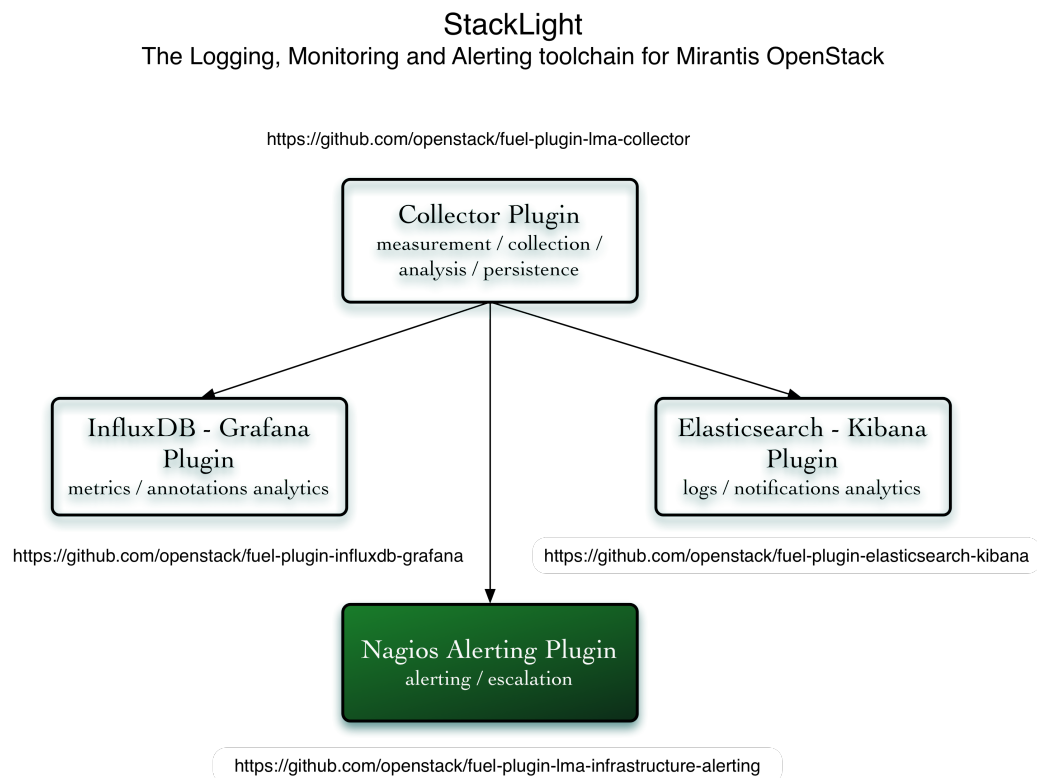 StackLight
The Logging, Monitoring and Alerting toolchain for Mirantis OpenStack
https://github.com/openstack/fuel-plugin-lma-collector
Collector Plugin
measurement / collection /
analysis / persistence
InfluxDB - Grafana
Plugin
metrics / annotations analytics
https://github.com/openstack/fuel-plugin-influxdb-grafana
Elasticsearch - Kibana
Plugin
logs / notifications analytics
https://github.com/openstack/fuel-plugin-elasticsearch-kibana
Nagios Alerting Plugin
alerting / escalation
https://github.com/openstack/fuel-plugin-lma-infrastructure-alerting